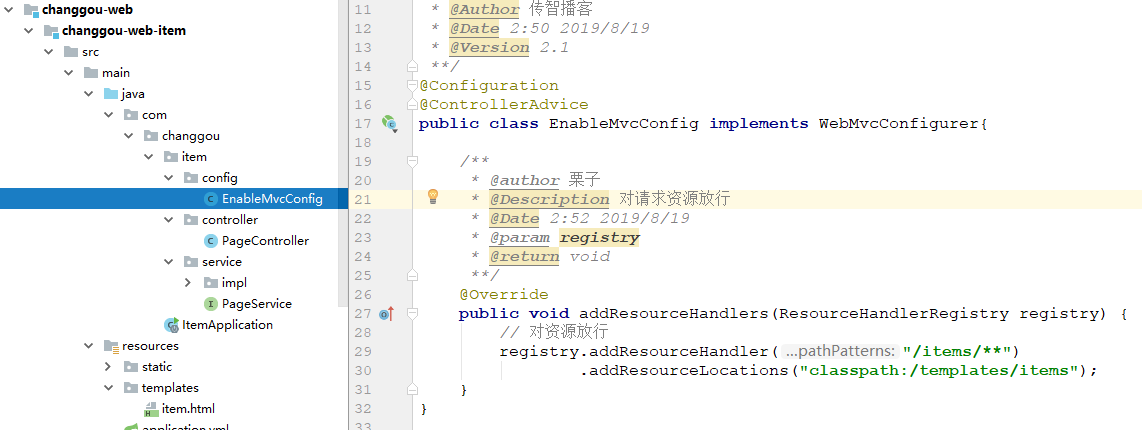 changgou-web
changgou-web-item
src
main
java
com
changgou
item
config
EnableMvcConfig
controller
PageController
service
impl
PageService
ItemApplication
resources
static
templates
item.html
application.yml
11 * @Author 传智播客
12 * @Date 2:50 2019/8/19
13 * @Version 2.1
14 **/
15 @Configuration
16 @ControllerAdvice
17 public class EnableMvcConfig implements WebMvcConfigurer{
18
19 /**
20 * @author 栗子
21 * @Description 对请求资源放行
22 * @Date 2:52 2019/8/19
23 * @param registry
24 * @return void
25 **/
26 @Override
27 public void addResourceHandlers(ResourceHandlerRegistry registry) {
28 // 对资源放行
29 registry.addResourceHandler( ...pathPatterns: "/items/**")
30 .addResourceLocations("classpath:/templates/items");
31 }
32 }
33